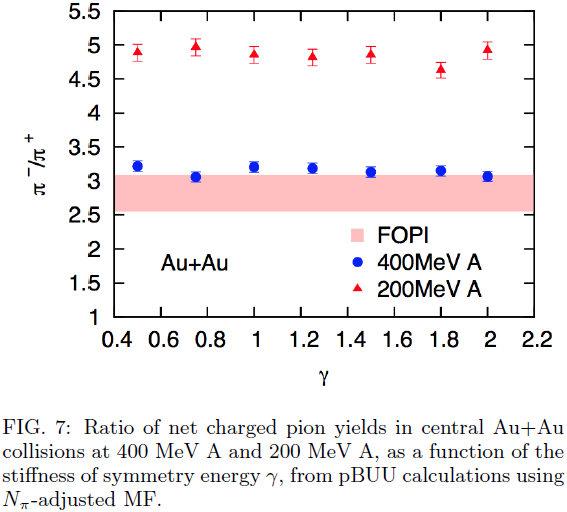 5.5
5
4.5
4
3.5
3
2.5
2
1.5
1
π⁻/π⁺
Au+Au
FOPI
400MeV A
200MeV A
0.4 0.6 0.8 1 1.2 1.4 1.6 1.8 2 2.2
γ
FIG. 7: Ratio of net charged pion yields in central Au+Au
collisions at 400 MeV A and 200 MeV A, as a function of the
stiffness of symmetry energy γ, from pBUU calculations using
Nπ-adjusted MF.